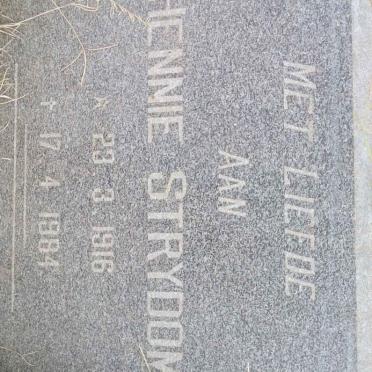 MET LIEFDE
AAN
HENNIE STRYDOM
* 23. 3. 1916
† 17. 4. 1984